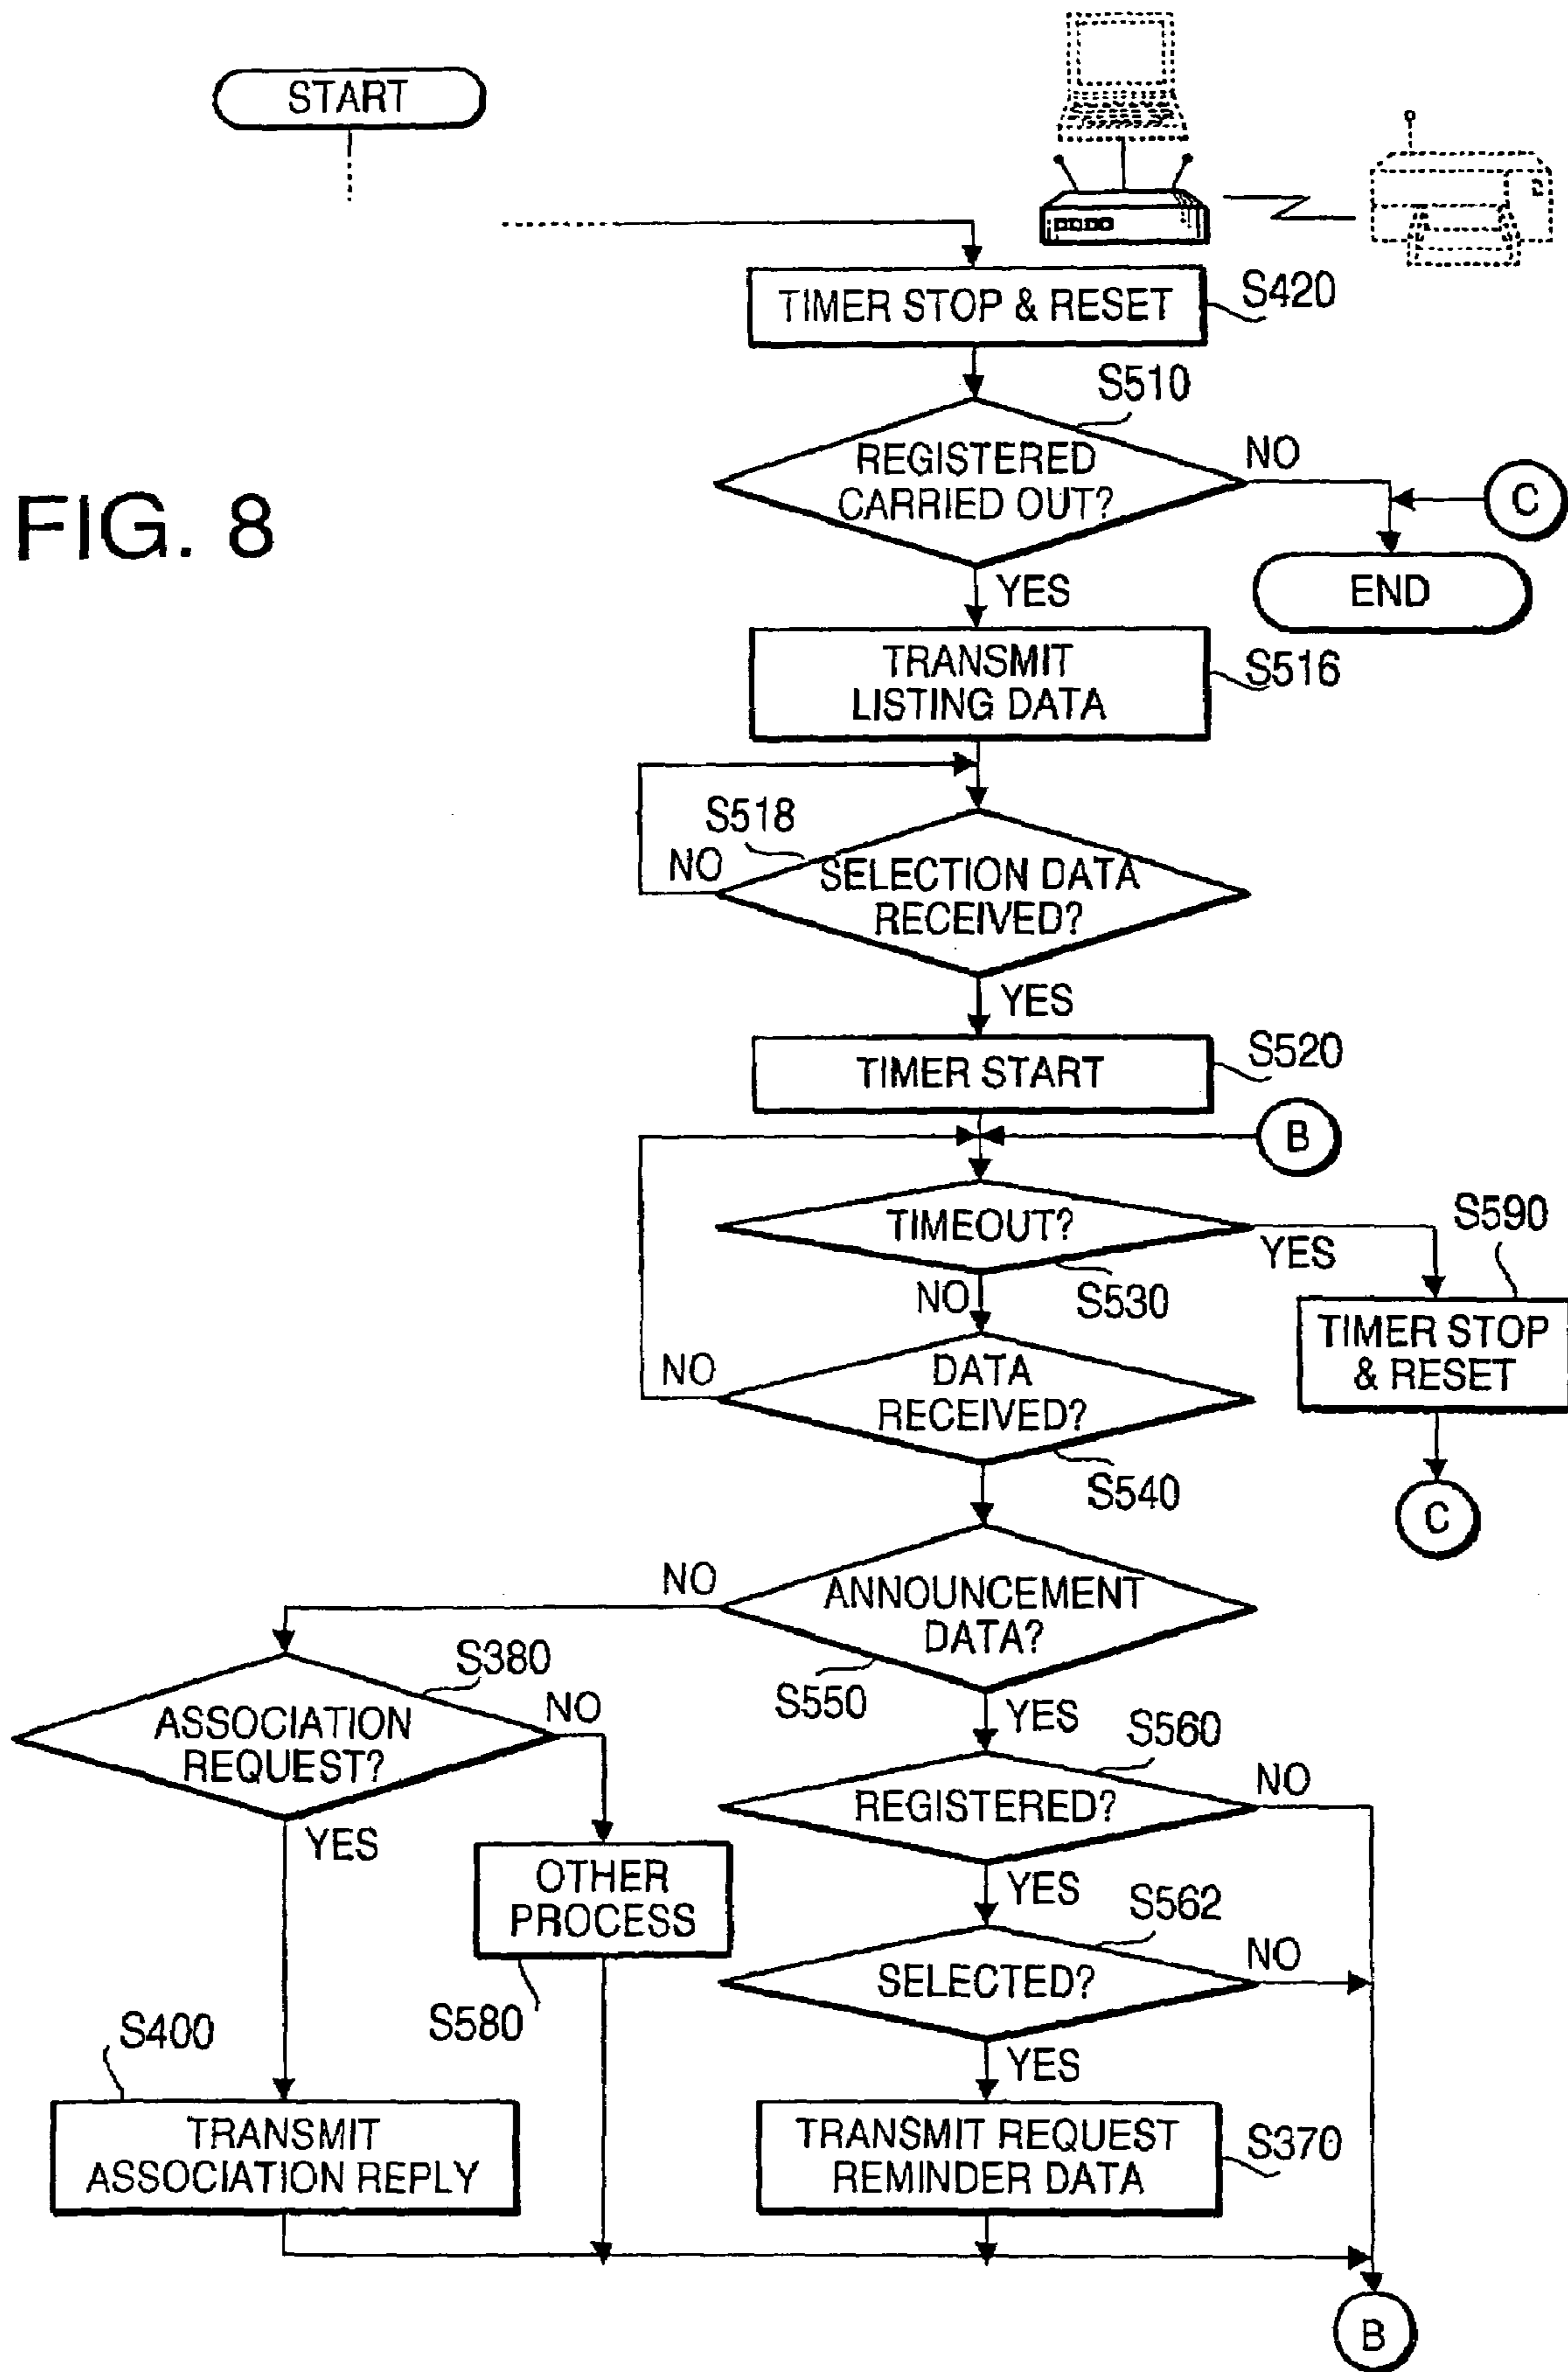 START
TIMER STOP & RESET
S420
S510
REGISTERED
CARRIED OUT?
NO
C
FIG. 8
END
YES
TRANSMIT
LISTING DATA
S516
S518
NO
SELECTION DATA
RECEIVED?
YES
TIMER START
S520
B
TIMEOUT?
YES
S590
NO
S530
TIMER STOP
& RESET
NO
DATA
RECEIVED?
S540
C
NO
ANNOUNCEMENT
DATA?
S380
S550
YES
ASSOCIATION
REQUEST?
NO
S560
REGISTERED?
NO
YES
OTHER
PROCESS
YES
S562
SELECTED?
NO
S580
S400
YES
TRANSMIT
ASSOCIATION REPLY
TRANSMIT REQUEST
REMINDER DATA
S370
B